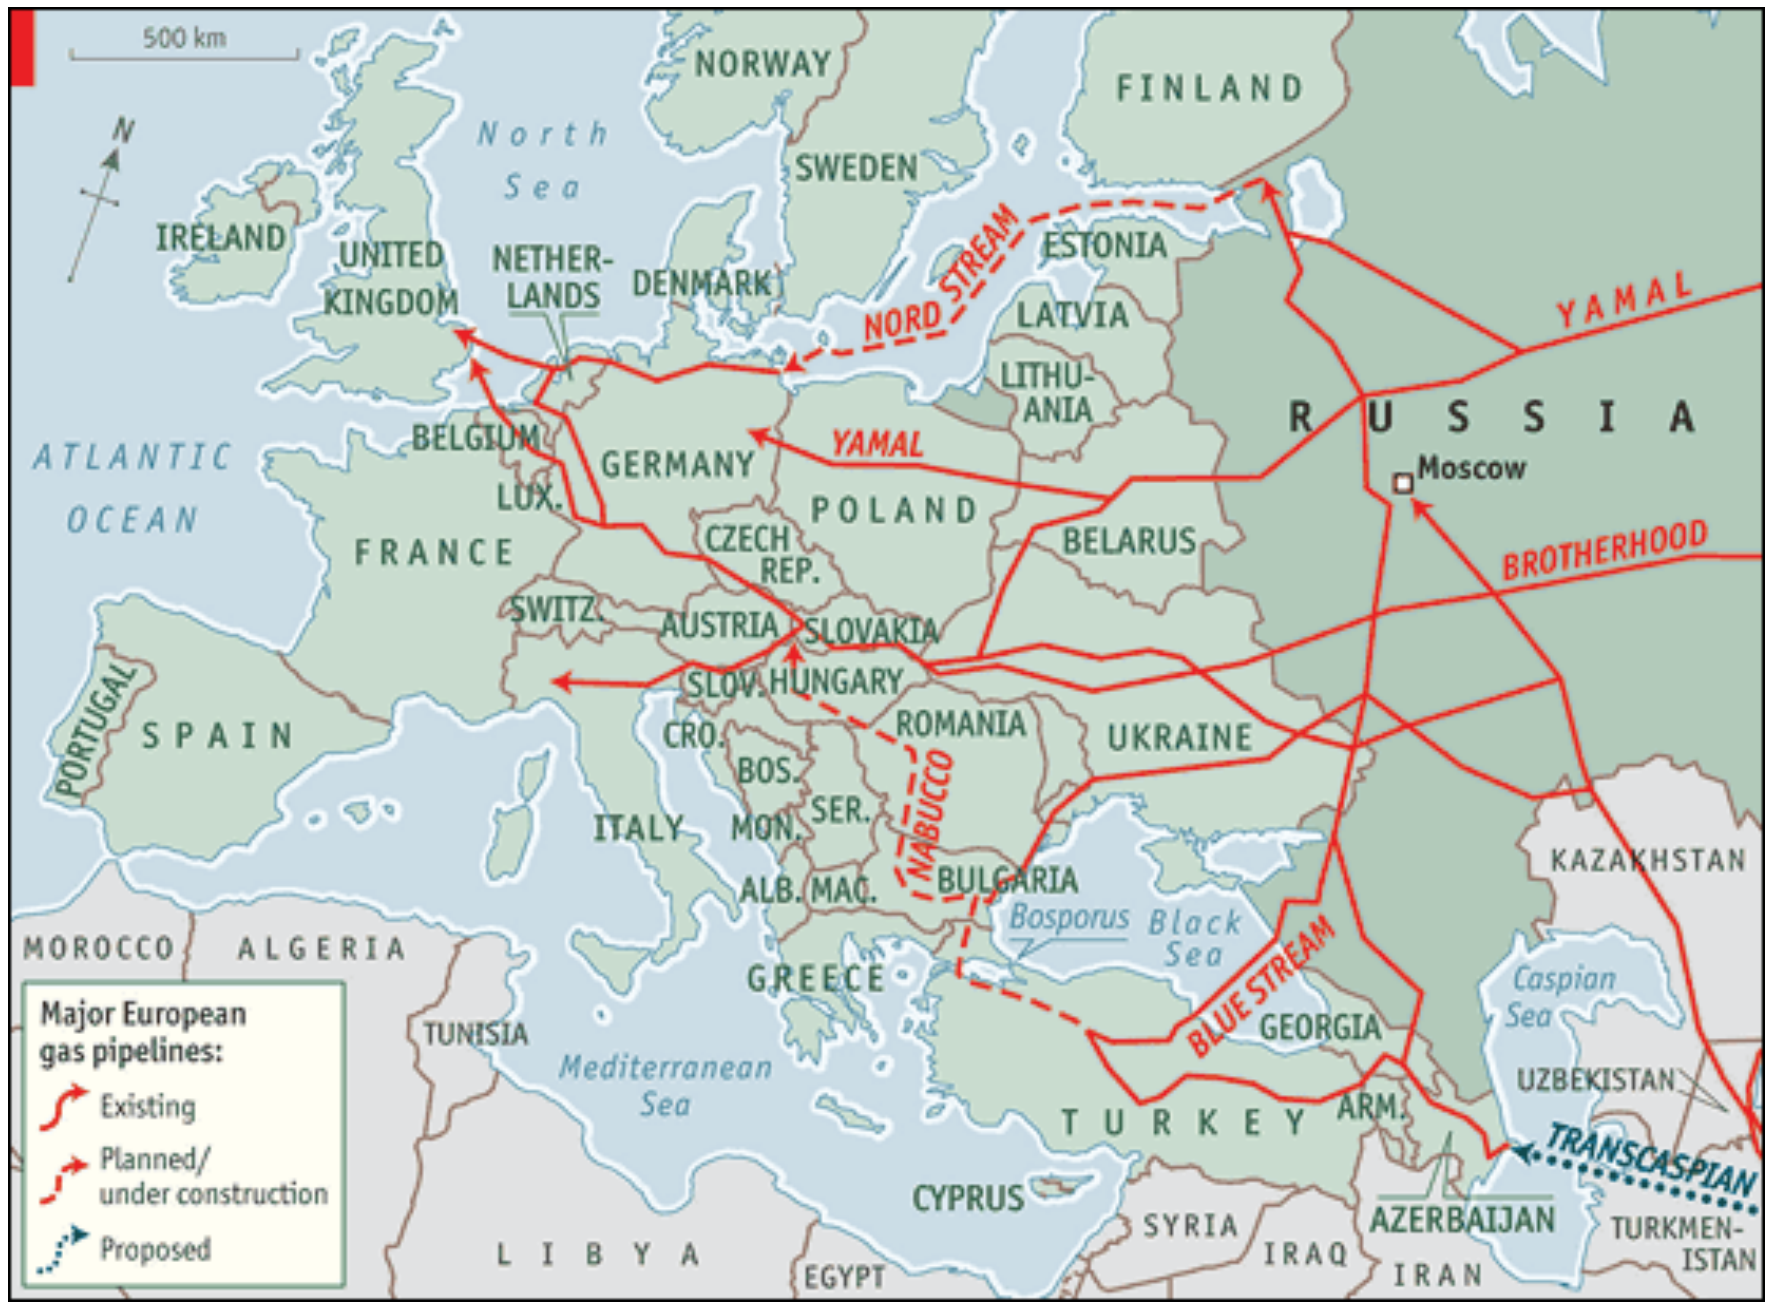 500 km
N
NORWAY
FINLAND
North
Sea
SWEDEN
IRELAND
UNITED
KINGDOM
NETHER-
LANDS
DENMARK
NORD STREAM
ESTONIA
LATVIA
LITHU-
ANIA
YAMAL
RUSSIA
Moscow
ATLANTIC
OCEAN
BELGIUM
LUX.
GERMANY
YAMAL
POLAND
BELARUS
BROTHERHOOD
FRANCE
CZECH
REP.
SWITZ.
AUSTRIA
SLOVAKIA
SLOV.
HUNGARY
PORTUGAL
SPAIN
CRO.
ROMANIA
UKRAINE
BOS.
SER.
NABUCCO
ITALY
MON.
ALB.
MAC.
BULGARIA
KAZAKHSTAN
Bosporus
Black
Sea
MOROCCO
ALGERIA
GREECE
BLUE STREAM
Caspian
Sea
TUNISIA
GEORGIA
Mediterranean
Sea
UZBEKISTAN
TURKEY
ARM.
TRANSCASPIAN
CYPRUS
SYRIA
IRAQ
AZERBAIJAN
IRAN
TURKMEN-
ISTAN
LIBYA
EGYPT
Major European
gas pipelines:
Existing
Planned/
under construction
Proposed